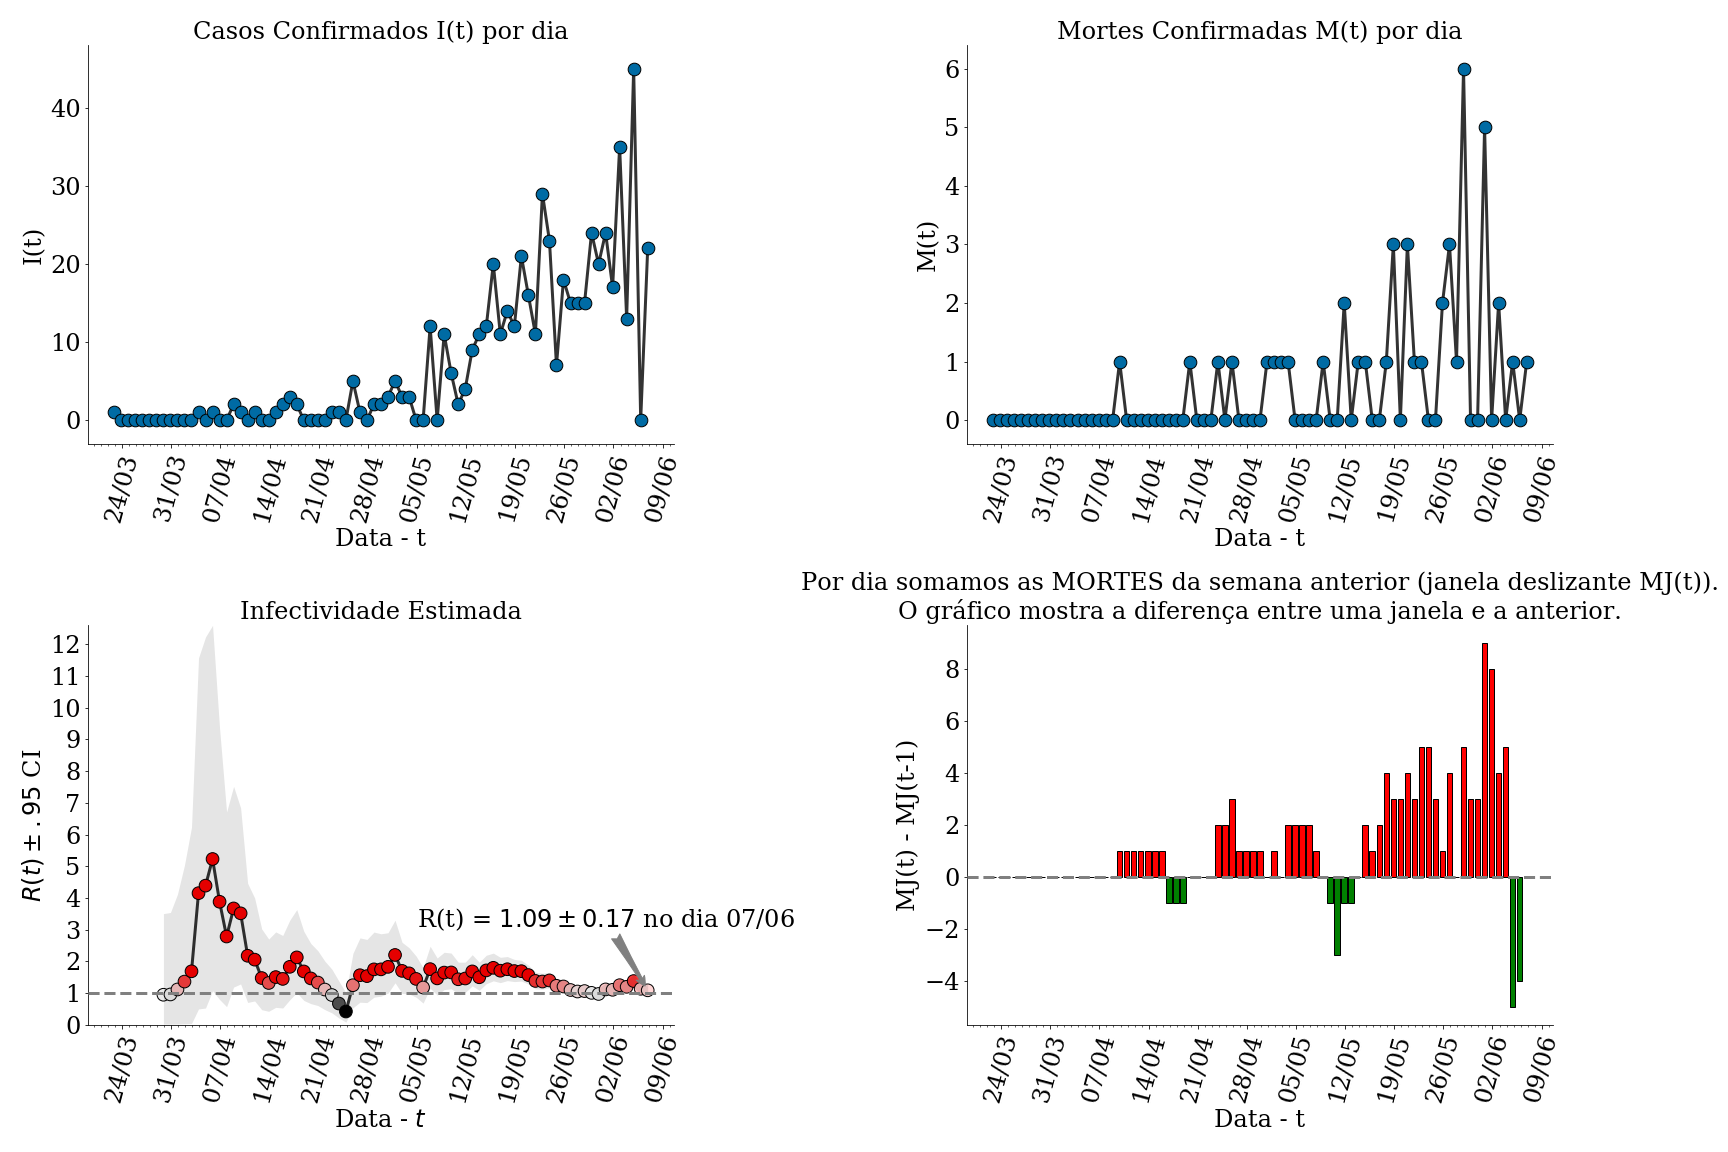 Casos Confirmados I(t) por dia
I(t)
40
30
20
10
0
24/03 31/03 07/04 14/04 21/04 28/04 05/05 12/05 19/05 26/05 02/06 09/06
Data - t
Mortes Confirmadas M(t) por dia
M(t)
6
5
4
3
2
1
0
24/03 31/03 07/04 14/04 21/04 28/04 05/05 12/05 19/05 26/05 02/06 09/06
Data - t
Infectividade Estimada
R(t) ± .95 CI
12
11
10
9
8
7
6
5
4
3
2
1
0
R(t) = 1.09 ± 0.17 no dia 07/06
24/03 31/03 07/04 14/04 21/04 28/04 05/05 12/05 19/05 26/05 02/06 09/06
Data - t
Por dia somamos as MORTES da semana anterior (janela deslizante MJ(t)).
O gráfico mostra a diferença entre uma janela e a anterior.
MJ(t) - MJ(t-1)
8
6
4
2
0
−2
−4
24/03 31/03 07/04 14/04 21/04 28/04 05/05 12/05 19/05 26/05 02/06 09/06
Data - t